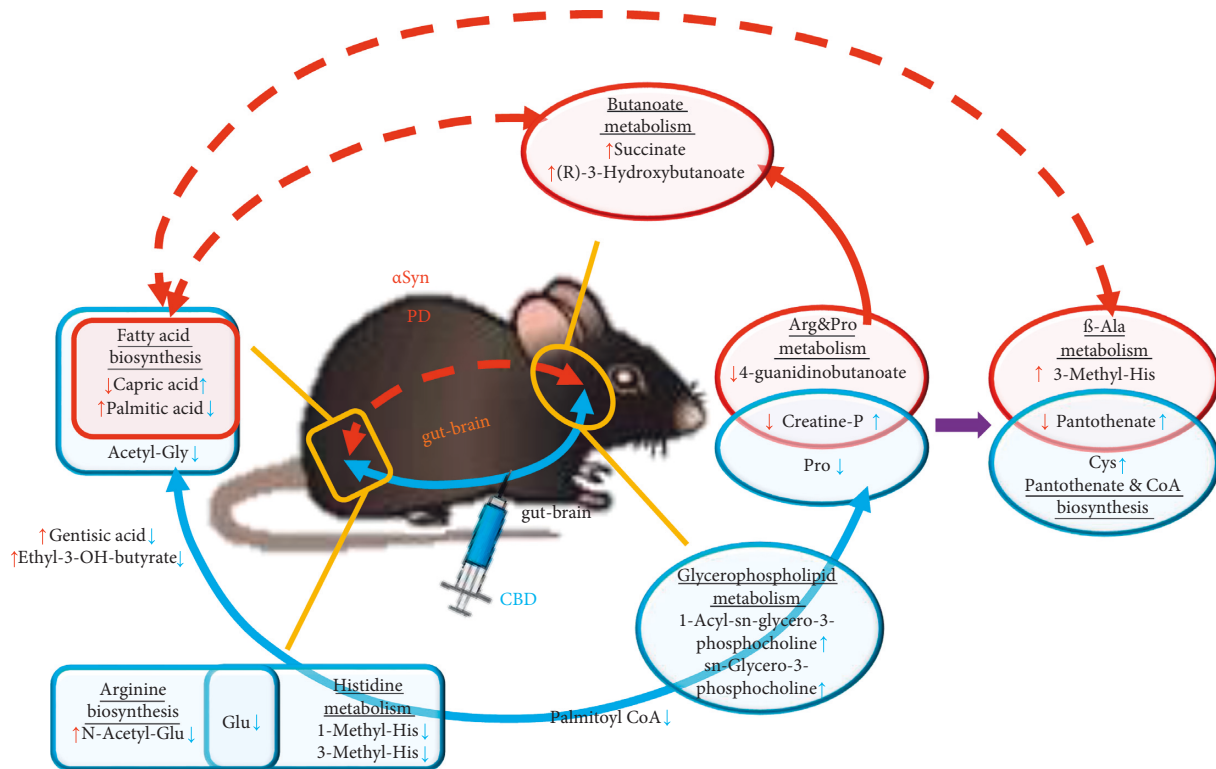 Butanoate
metabolism
↑Succinate
↑(R)-3-Hydroxybutanoate
αSyn
PD
gut-brain
gut-brain
CBD
Fatty acid
biosynthesis
↓Capric acid↑
↑Palmitic acid↓
Acetyl-Gly↓
Arg&Pro
metabolism
↓4-guanidinobutanoate
↓ Creatine-P ↑
Pro ↓
ß-Ala
metabolism
↑ 3-Methyl-His
↓ Pantothenate ↑
Cys↑
Pantothenate & CoA
biosynthesis
↑Gentisic acid↓
↑Ethyl-3-OH-butyrate↓
Glycerophospholipid
metabolism
1-Acyl-sn-glycero-3-
phosphocholine↑
sn-Glycero-3-
phosphocholine↑
Palmitoyl CoA↓
Arginine
biosynthesis
↑N-Acetyl-Glu↓
Glu↓
Histidine
metabolism
1-Methyl-His↓
3-Methyl-His↓